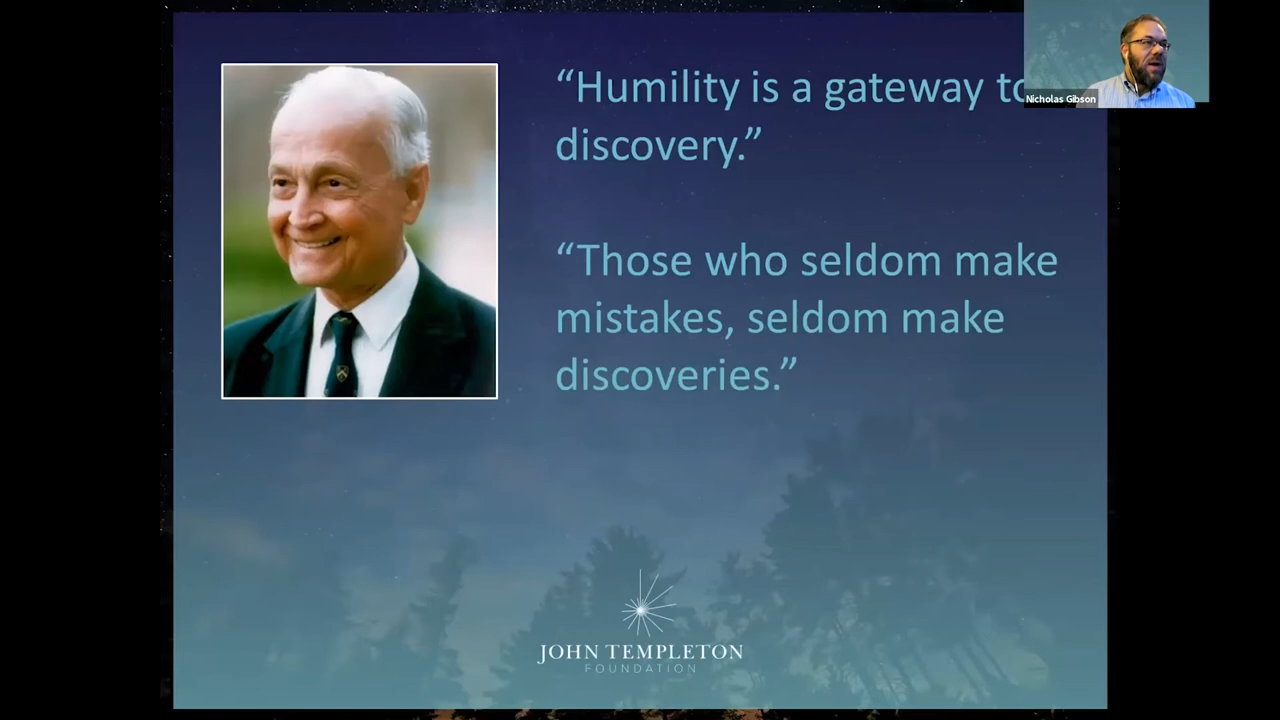 “Humility is a gateway to
discovery.”
“Those who seldom make
mistakes, seldom make
discoveries.”
Nicholas Gibson
JOHN TEMPLETON
FOUNDATION